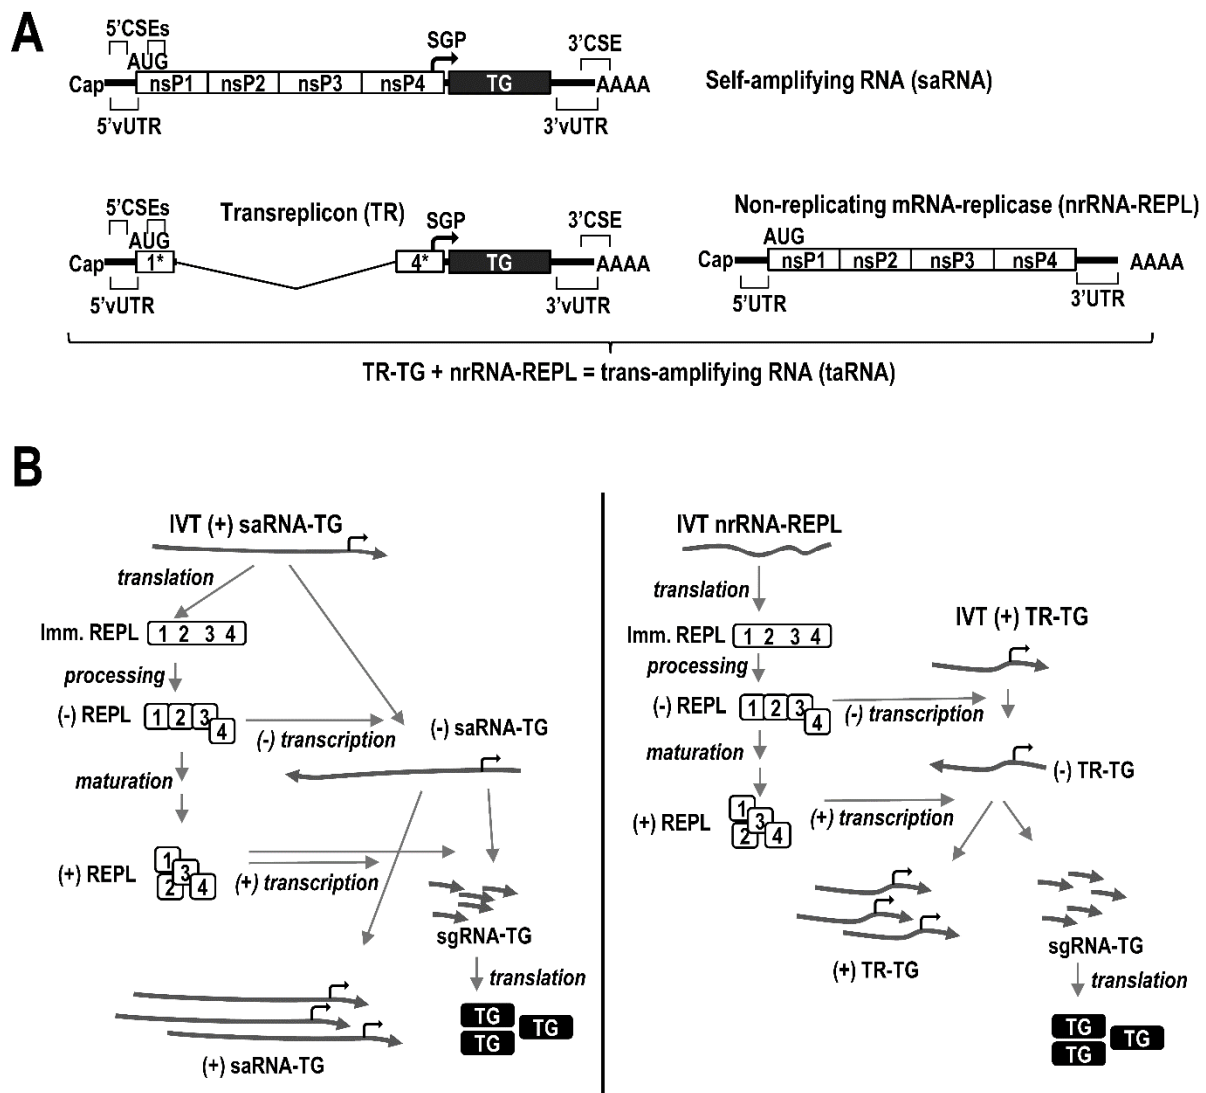 A
5'CSEs
AUG
SGP
3'CSE
Cap
nsP1 nsP2 nsP3 nsP4
TG
AAAA
5'vUTR
3'vUTR
Self-amplifying RNA (saRNA)
5'CSEs
AUG
Transreplicon (TR)
SGP
3'CSE
Cap
1*
4*
TG
AAAA
5'vUTR
3'vUTR
Non-replicating mRNA-replicase (nrRNA-REPL)
AUG
Cap
nsP1 nsP2 nsP3 nsP4
AAAA
5'UTR
3'UTR
TR-TG + nrRNA-REPL = trans-amplifying RNA (taRNA)
B
IVT (+) saRNA-TG
translation
Imm. REPL
1 2 3 4
processing
(-) REPL
1 2 3 4
(-) transcription
(-) saRNA-TG
maturation
(+) REPL
1 2 3 4
(+) transcription
sgRNA-TG
translation
TG
TG
TG
(+) saRNA-TG
IVT nrRNA-REPL
translation
Imm. REPL
1 2 3 4
processing
IVT (+) TR-TG
(-) REPL
1 2 3 4
(-) transcription
maturation
(-) TR-TG
(+) REPL
1 2 3 4
(+) transcription
(+) TR-TG
sgRNA-TG
translation
TG
TG
TG